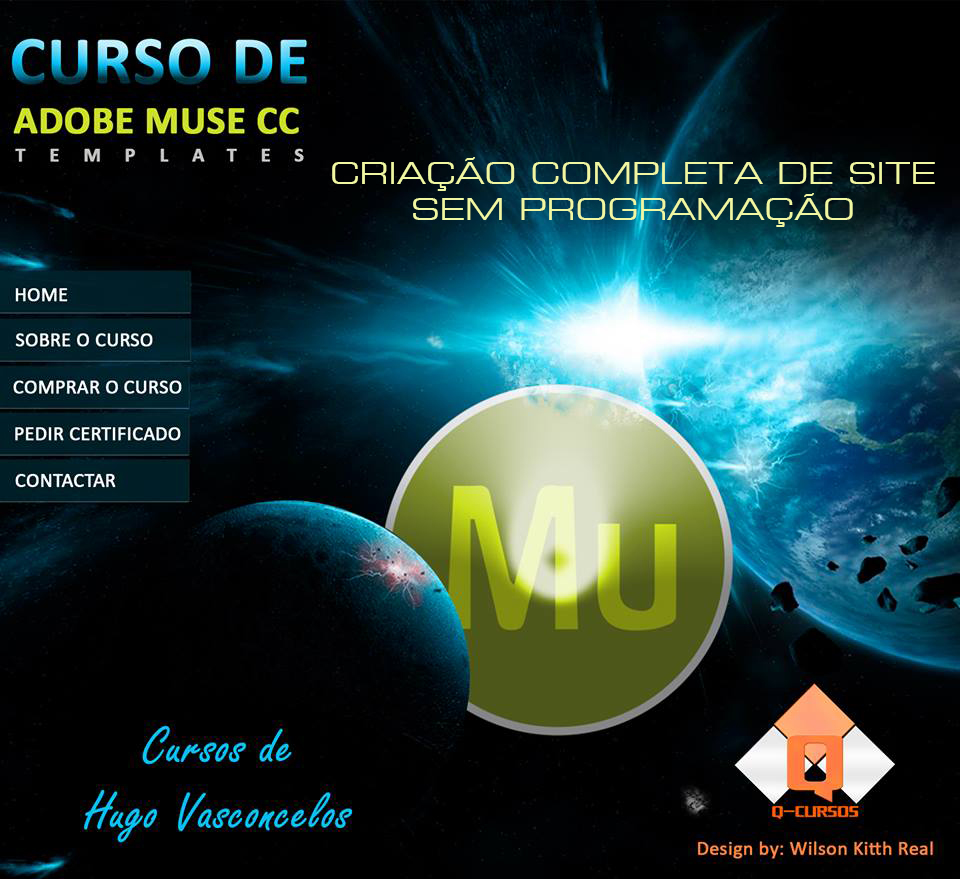 CURSO DE
ADOBE MUSE CC
TEMPLATES
CRIAÇÃO COMPLETA DE SITE
SEM PROGRAMAÇÃO
HOME
SOBRE O CURSO
COMPRAR O CURSO
PEDIR CERTIFICADO
CONTACTAR
Mu
Cursos de
Hugo Vasconcelos
Q
Q-CURSOS
Design by: Wilson Kitth Real